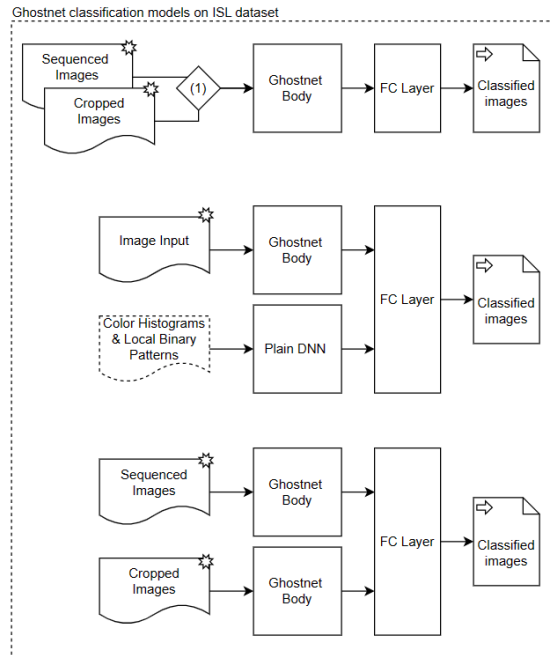 Ghostnet classification models on ISL dataset
Sequenced
Images
Cropped
Images
(1)
Ghostnet
Body
FC Layer
Classified
images
Image Input
Ghostnet
Body
Color Histograms
& Local Binary
Patterns
Plain DNN
FC Layer
Classified
images
Sequenced
Images
Ghostnet
Body
Cropped
Images
Ghostnet
Body
FC Layer
Classified
images